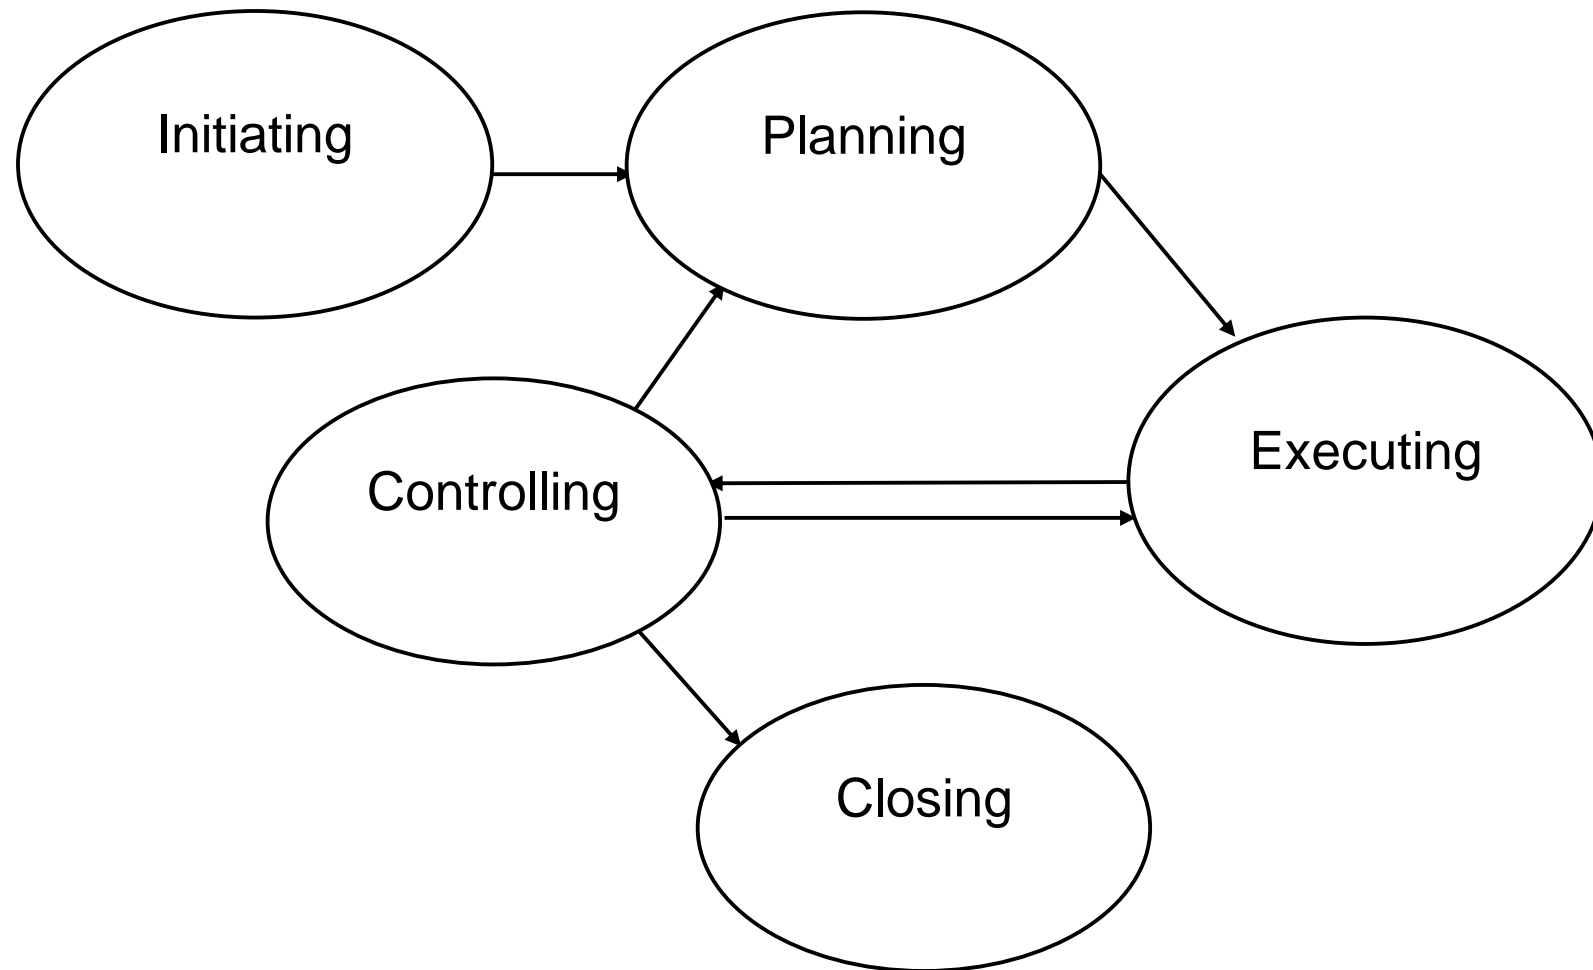 Initiating
Planning
Executing
Controlling
Closing